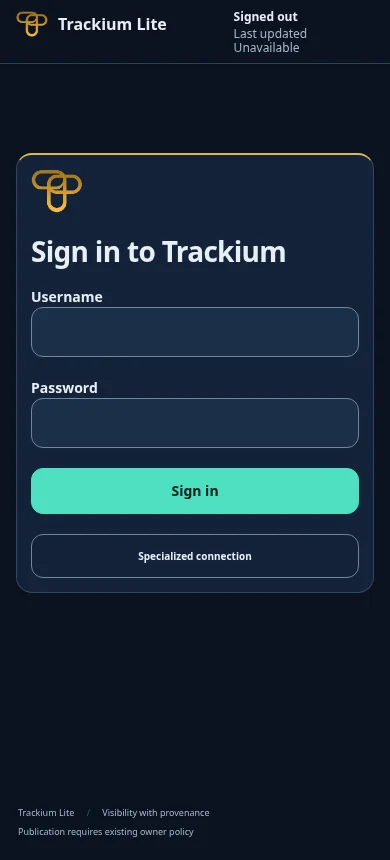 Trackium Lite
Signed out
Last updated
Unavailable
Sign in to Trackium
Username
Password
Sign in
Specialized connection
Trackium Lite / Visibility with provenance
Publication requires existing owner policy